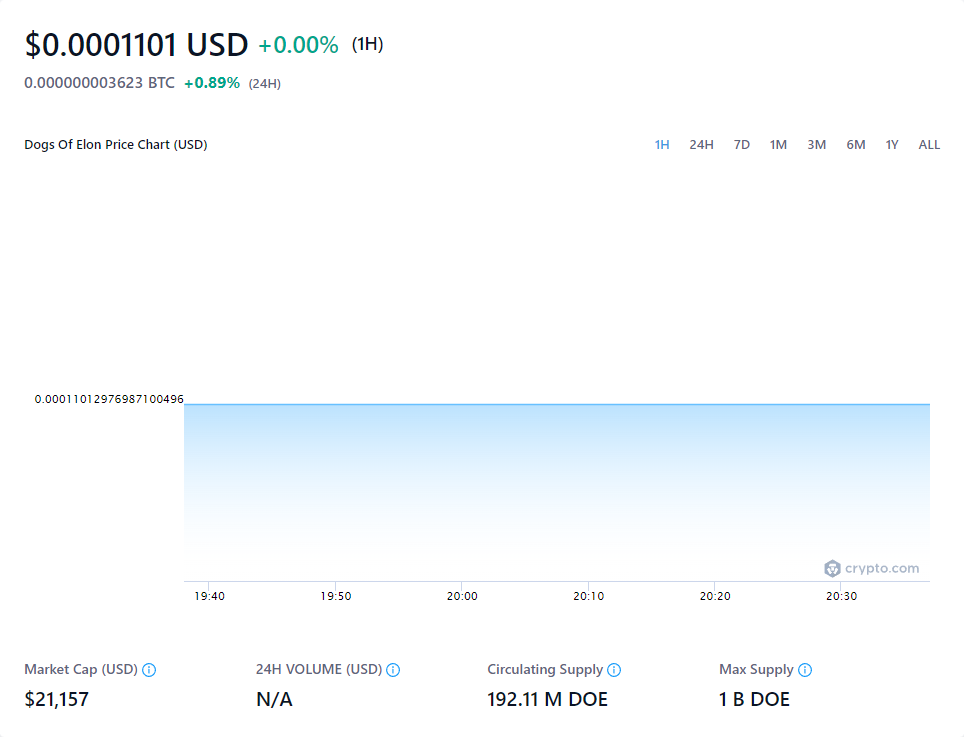 $0.0001101 USD +0.00% (1H)
0.000000003623 BTC +0.89% (24H)
Dogs Of Elon Price Chart (USD) 1H 24H 7D 1M 3M 6M 1Y ALL
0.00011012976987100496
crypto.com
19:40 19:50 20:00 20:10 20:20 20:30
Market Cap (USD) 24H VOLUME (USD) Circulating Supply Max Supply
$21,157 N/A 192.11 M DOE 1 B DOE